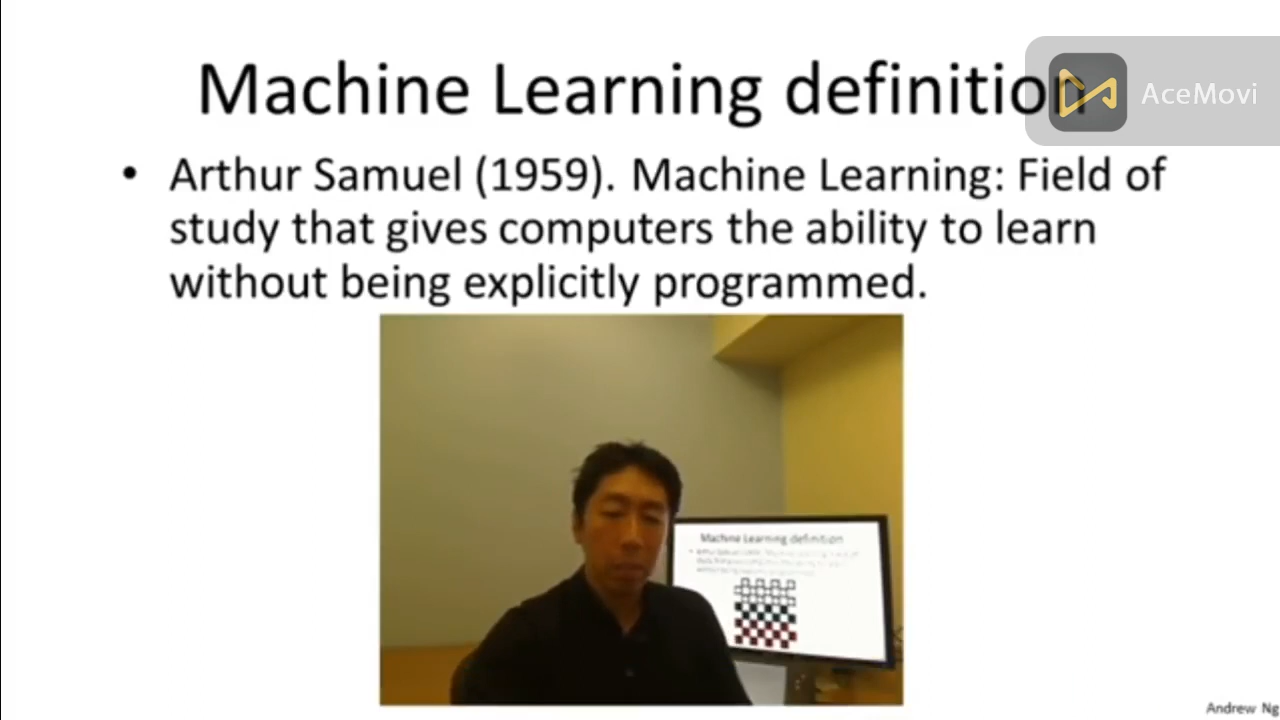 Machine Learning definition
AceMovi
• Arthur Samuel (1959). Machine Learning: Field of
study that gives computers the ability to learn
without being explicitly programmed.
Machine Learning definition
Andrew Ng